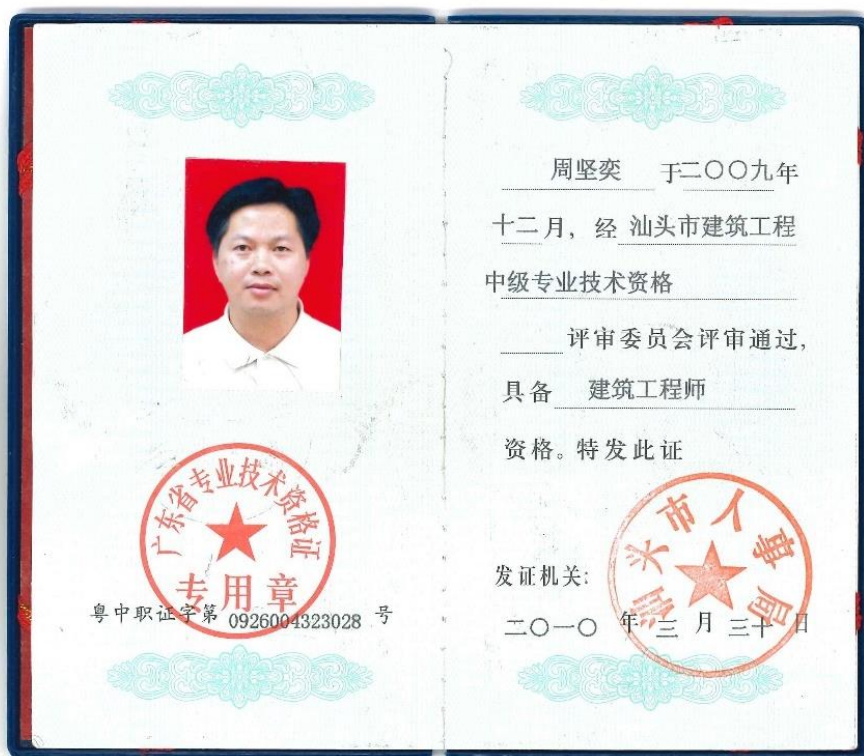 广东省专业技术资格证
专用章
粤中职证字第 0926004323028 号
周坚奕 于二〇〇九年
十二月，经 汕头市建筑工程
中级专业技术资格
评审委员会评审通过，
具备 建筑工程师
资格。特发此证
汕头市人事局
发证机关：
二〇一〇 年 三 月 三十 日